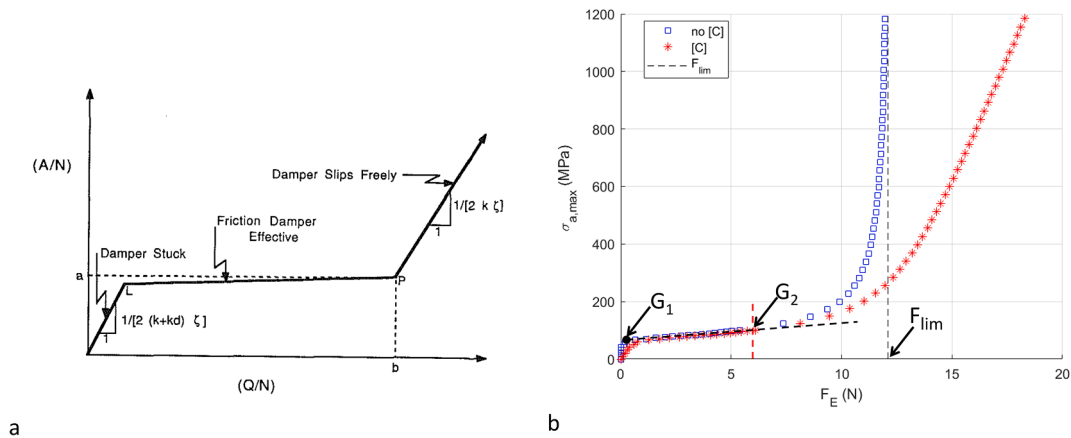 (A/N)
Damper Slips Freely
1/[2 k ζ]
1
Friction Damper
Effective
Damper Stuck
a
L
P
1/[2 (k+kd) ζ]
1
b
(Q/N)
a
1200
1000
800
600
400
200
0
σa,max (MPa)
no [C]
[C]
Flim
G1
G2
Flim
0
5
10
15
20
FE (N)
b